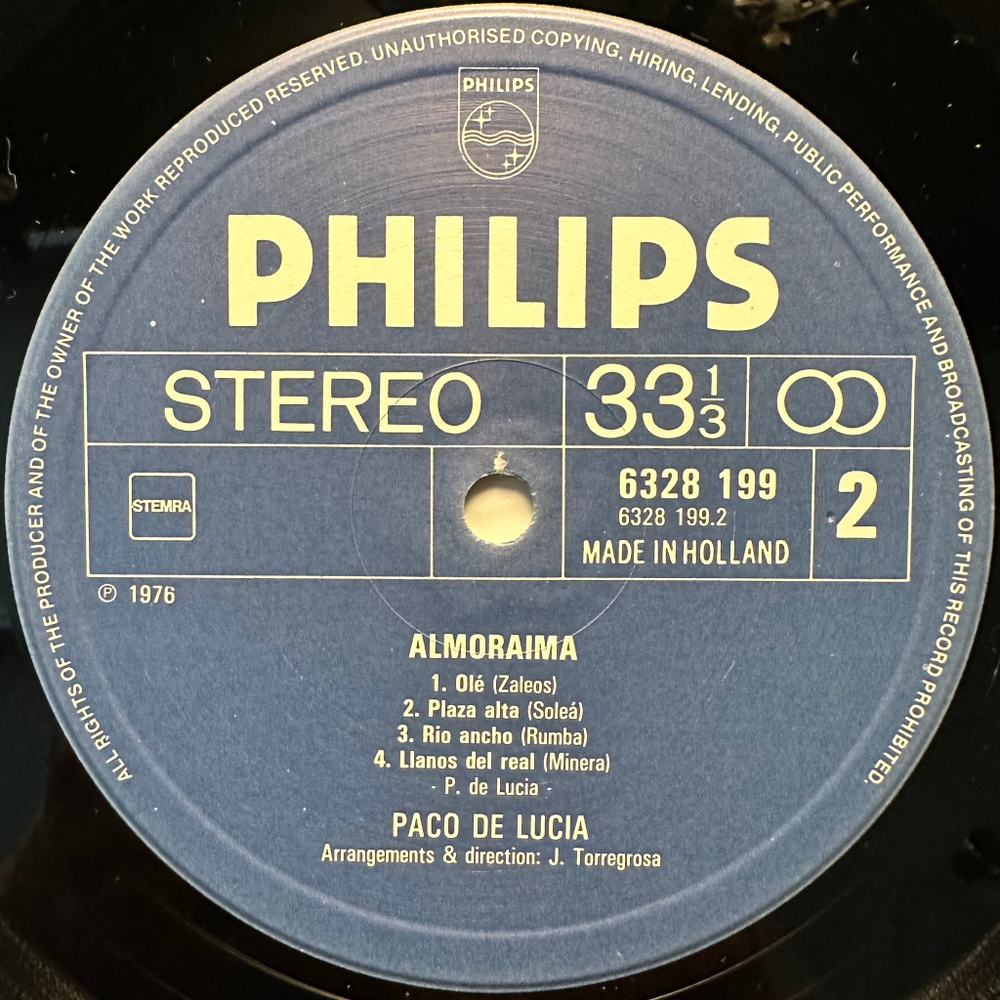 ALL RIGHTS OF THE PRODUCER AND OF THE OWNER OF THE WORK REPRODUCED RESERVED. UNAUTHORISED COPYING, HIRING, LENDING, PUBLIC PERFORMANCE AND BROADCASTING OF THIS RECORD PROHIBITED.
PHILIPS
PHILIPS
STEREO
33 1/3
STEMRA
6328 199
6328 199.2
MADE IN HOLLAND
2
℗ 1976
ALMORAIMA
1. Olé (Zaleos)
2. Plaza alta (Soleá)
3. Rio ancho (Rumba)
4. Llanos del real (Minera)
- P. de Lucia -
PACO DE LUCIA
Arrangements & direction: J. Torregrosa